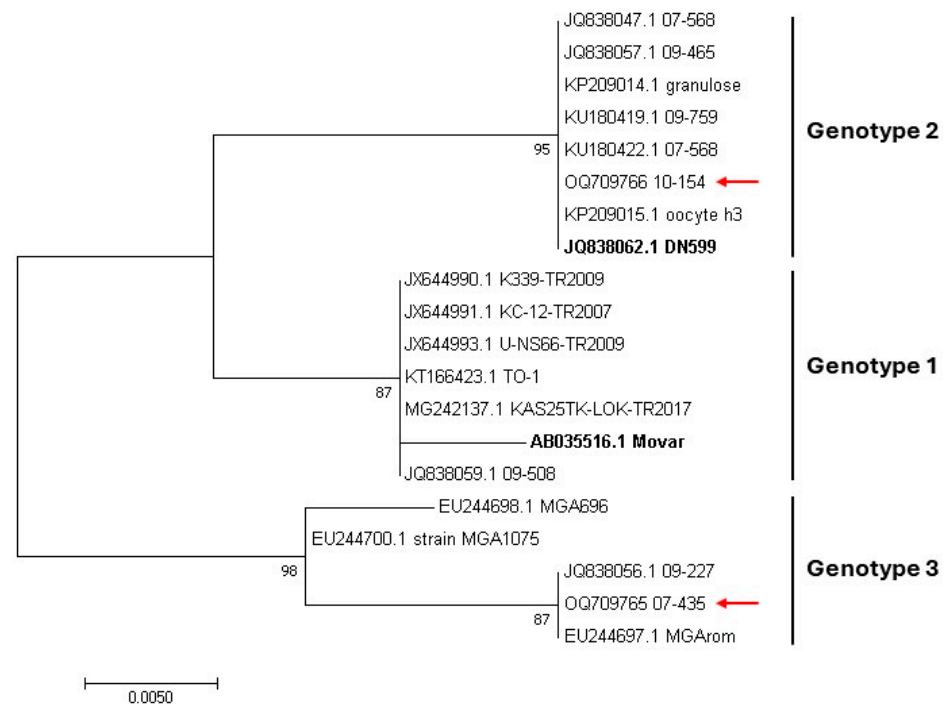 JQ838047.1 07-568
JQ838057.1 09-465
KP209014.1 granulose
KU180419.1 09-759
KU180422.1 07-568
OQ709766 10-154
KP209015.1 oocyte h3
JQ838062.1 DN599
95
Genotype 2
JX644990.1 K339-TR2009
JX644991.1 KC-12-TR2007
JX644993.1 U-NS66-TR2009
KT166423.1 TO-1
MG242137.1 KAS25TK-LOK-TR2017
AB035516.1 Movar
JQ838059.1 09-508
87
Genotype 1
EU244698.1 MGA696
EU244700.1 strain MGA1075
JQ838056.1 09-227
OQ709765 07-435
EU244697.1 MGArom
98
87
Genotype 3
0.0050